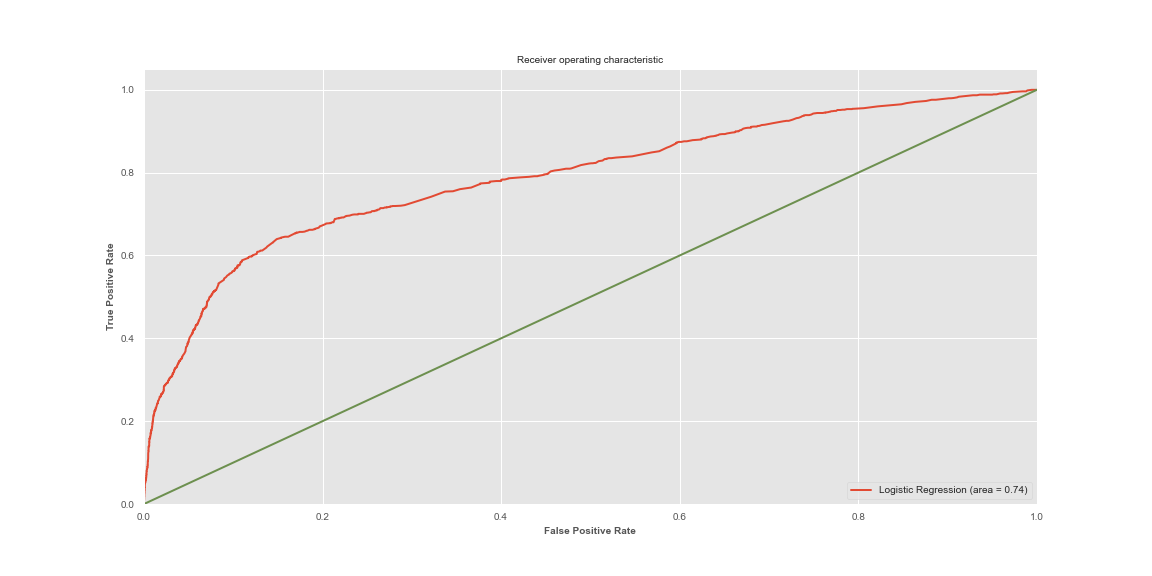 Receiver operating characteristic
1.0
0.8
0.6
0.4
0.2
0.0
True Positive Rate
Logistic Regression (area = 0.74)
0.0 0.2 0.4 0.6 0.8 1.0
False Positive Rate